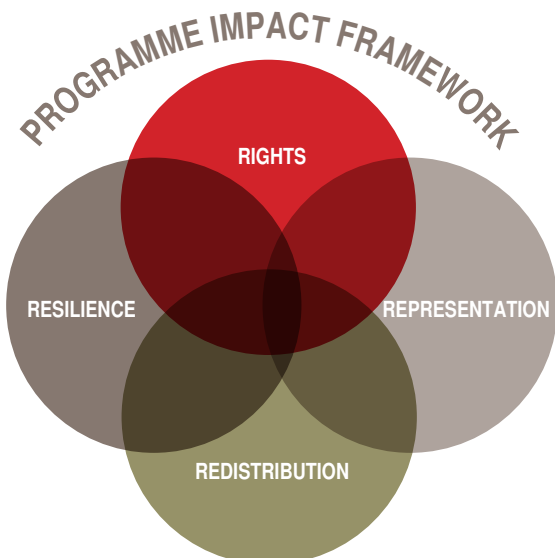 PROGRAMME IMPACT FRAMEWORK
RIGHTS
RESILIENCE
REPRESENTATION
REDISTRIBUTION